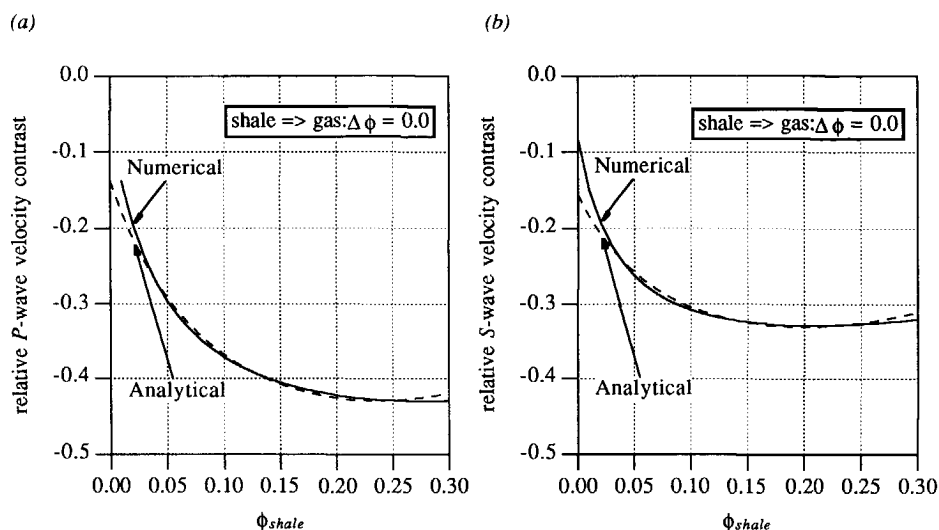 (a)
relative P-wave velocity contrast
0.0
-0.1
-0.2
-0.3
-0.4
-0.5
shale => gas:Δ ϕ = 0.0
Numerical
Analytical
0.00 0.05 0.10 0.15 0.20 0.25 0.30
ϕshale
(b)
relative S-wave velocity contrast
0.0
-0.1
-0.2
-0.3
-0.4
-0.5
shale => gas:Δ ϕ = 0.0
Numerical
Analytical
0.00 0.05 0.10 0.15 0.20 0.25 0.30
ϕshale